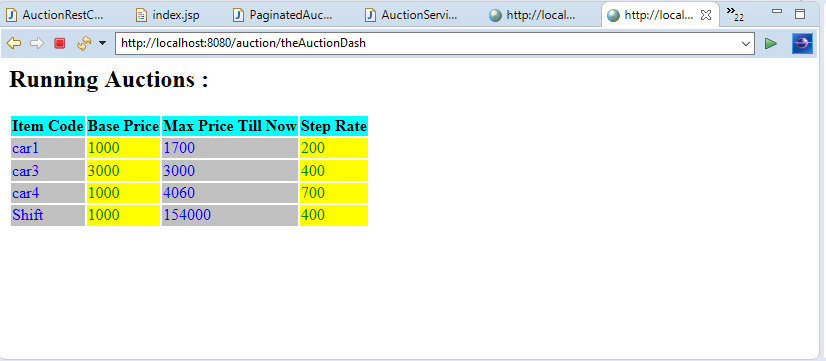 AuctionRestC... index.jsp PaginatedAuc... AuctionServi... http://local... http://local... »22
http://localhost:8080/auction/theAuctionDash
Running Auctions :
Item Code Base Price Max Price Till Now Step Rate
car1 1000 1700 200
car3 3000 3000 400
car4 1000 4060 700
Shift 1000 154000 400